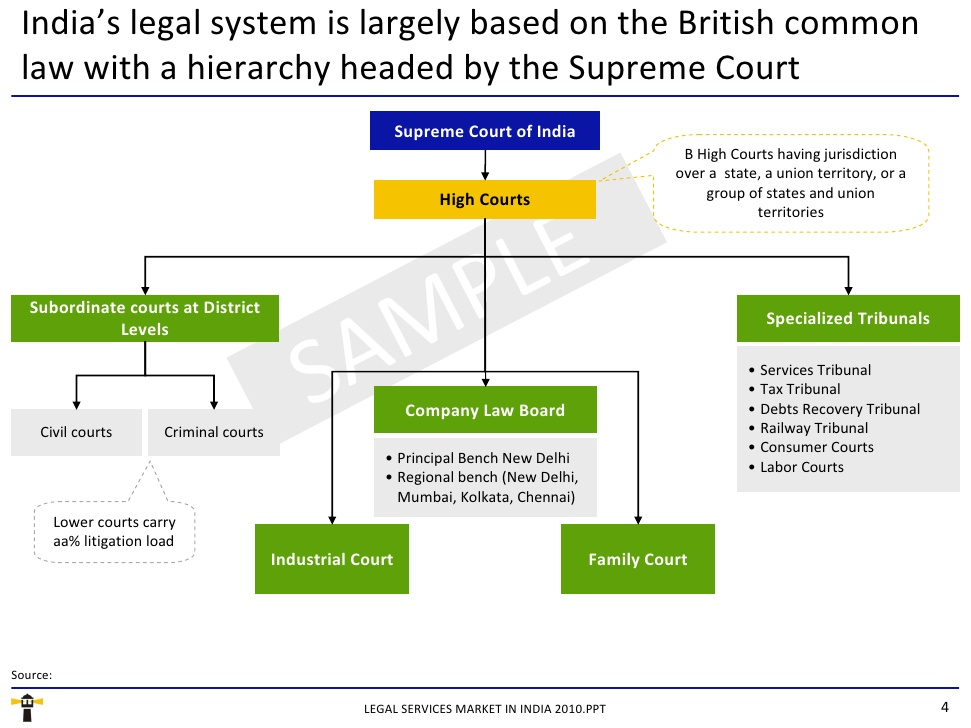 India’s legal system is largely based on the British common
law with a hierarchy headed by the Supreme Court
Supreme Court of India
B High Courts having jurisdiction
over a  state, a union territory, or a
group of states and union
territories
High Courts
SAMPLE
Subordinate courts at District
Levels
Specialized Tribunals
• Services Tribunal
• Tax Tribunal
• Debts Recovery Tribunal
• Railway Tribunal
• Consumer Courts
• Labor Courts
Civil courts
Criminal courts
Company Law Board
• Principal Bench New Delhi
• Regional bench (New Delhi,
Mumbai, Kolkata, Chennai)
Lower courts carry
aa% litigation load
Industrial Court
Family Court
Source:
LEGAL SERVICES MARKET IN INDIA 2010.PPT
4